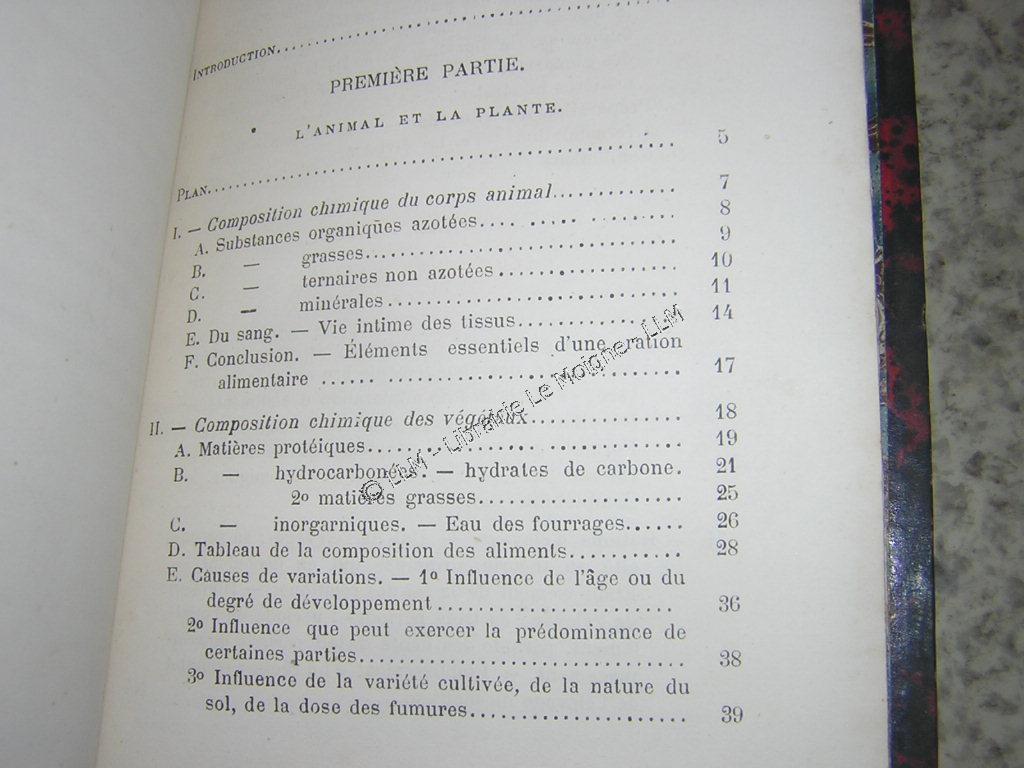 INTRODUCTION........................................
PREMIÈRE PARTIE.
L'ANIMAL ET LA PLANTE.
PLAN........................................ 5
I. — Composition chimique du corps animal............ 7
A. Substances organiques azotées.................... 8
B. — grasses.............................. 9
C. — ternaires non azotées.................. 10
D. — minérales.............................. 11
E. Du sang. — Vie intime des tissus................ 14
F. Conclusion. — Éléments essentiels d'une ration
alimentaire .............................. 17
II. — Composition chimique des végétaux.............. 18
A. Matières protéiques.............................. 19
B. — hydrocarbonées. — hydrates de carbone. 21
2º matières grasses.................... 25
C. — inorgarniques. — Eau des fourrages...... 26
D. Tableau de la composition des aliments........... 28
E. Causes de variations. — 1º Influence de l'âge ou du
degré de développement........................ 36
2º Influence que peut exercer la prédominance de
certaines parties................................ 38
3º Influence de la variété cultivée, de la nature du
sol, de la dose des fumures...................... 39
© LLM - Librairie Le Moigne - LLM